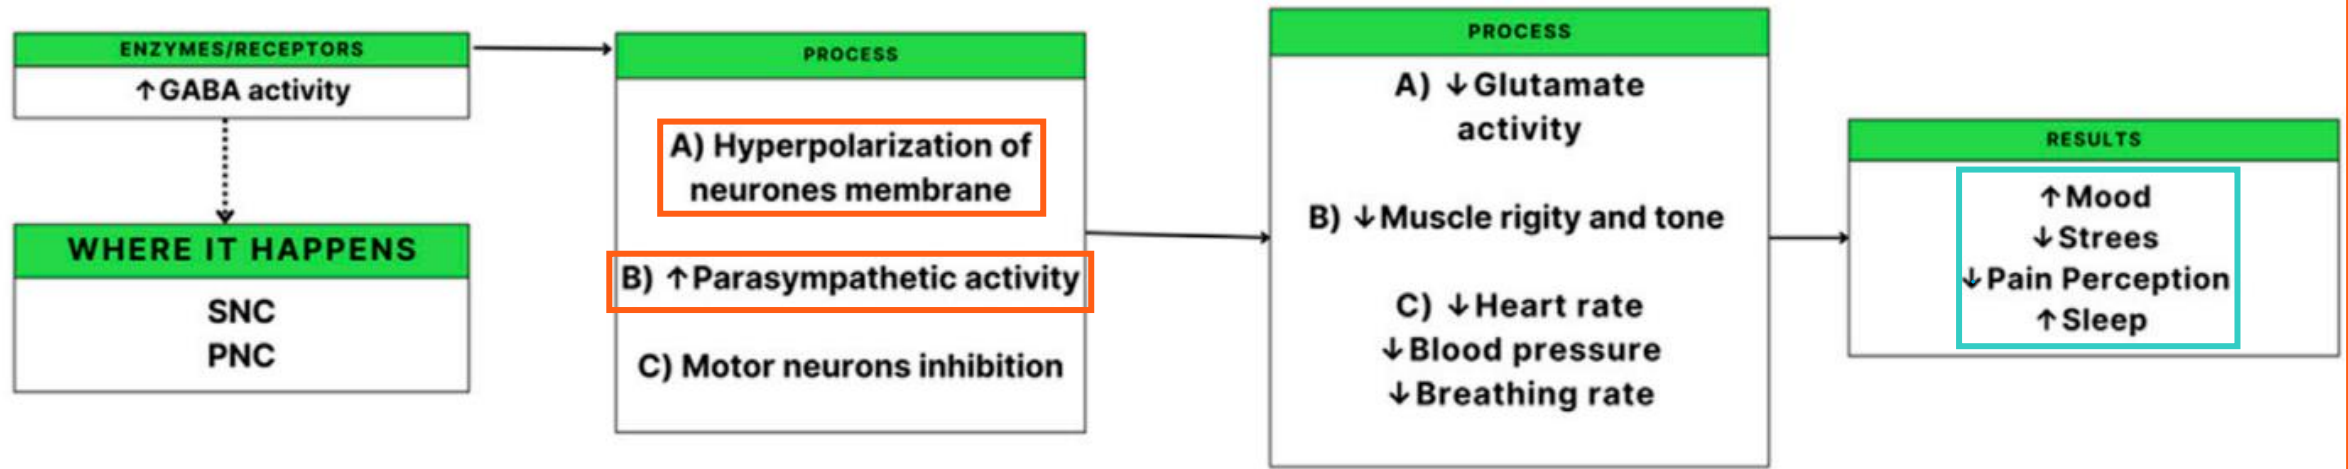 ENZYMES/RECEPTORS
↑GABA activity
WHERE IT HAPPENS
SNC
PNC
PROCESS
A) Hyperpolarization of
neurones membrane
B) ↑Parasympathetic activity
C) Motor neurons inhibition
PROCESS
A) ↓Glutamate
activity
B) ↓Muscle rigity and tone
C) ↓Heart rate
↓Blood pressure
↓Breathing rate
RESULTS
↑Mood
↓Strees
↓Pain Perception
↑Sleep